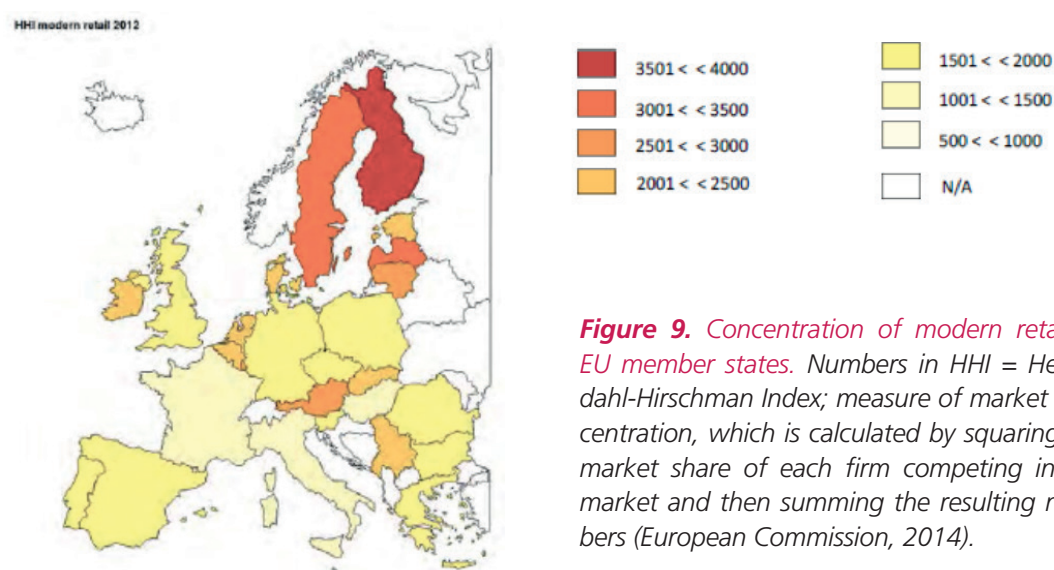 HHI modern retail 2012
3501 < < 4000
3001 < < 3500
2501 < < 3000
2001 < < 2500
1501 < < 2000
1001 < < 1500
500 < < 1000
N/A
Figure 9. Concentration of modern reta
EU member states. Numbers in HHI = He
dahl-Hirschman Index; measure of market
centration, which is calculated by squaring
market share of each firm competing in
market and then summing the resulting n
bers (European Commission, 2014).